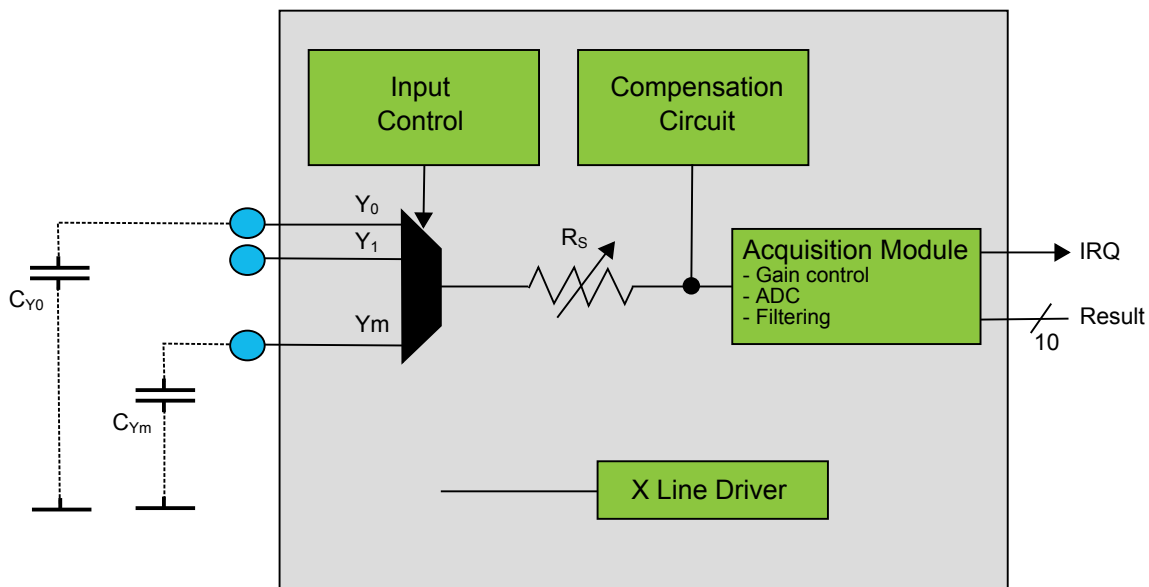 Input
Control
Compensation
Circuit
Y0
Y1
Ym
RS
Acquisition Module
- Gain control
- ADC
- Filtering
IRQ
Result
10
CY0
CYm
X Line Driver